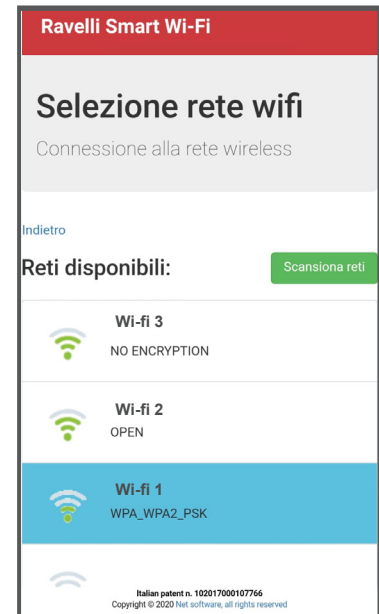 Ravelli Smart Wi-Fi
Selezione rete wifi
Connessione alla rete wireless
Indietro
Reti disponibili:
Scansiona reti
Wi-fi 3
NO ENCRYPTION
Wi-fi 2
OPEN
Wi-fi 1
WPA_WPA2_PSK
Italian patent n. 102017000107766
Copyright © 2020 Net software, all rights reserved